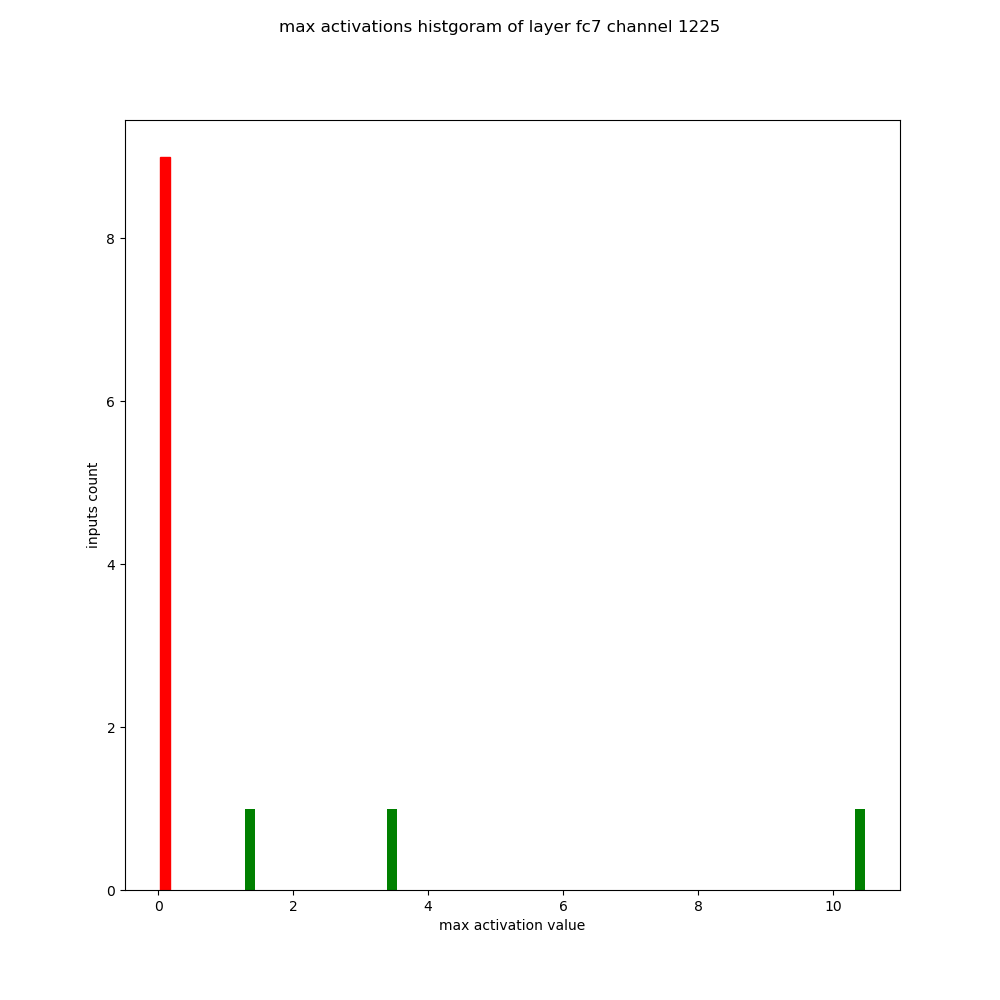 max activations histgoram of layer fc7 channel 1225
8
6
4
2
0
inputs count
0 2 4 6 8 10
max activation value